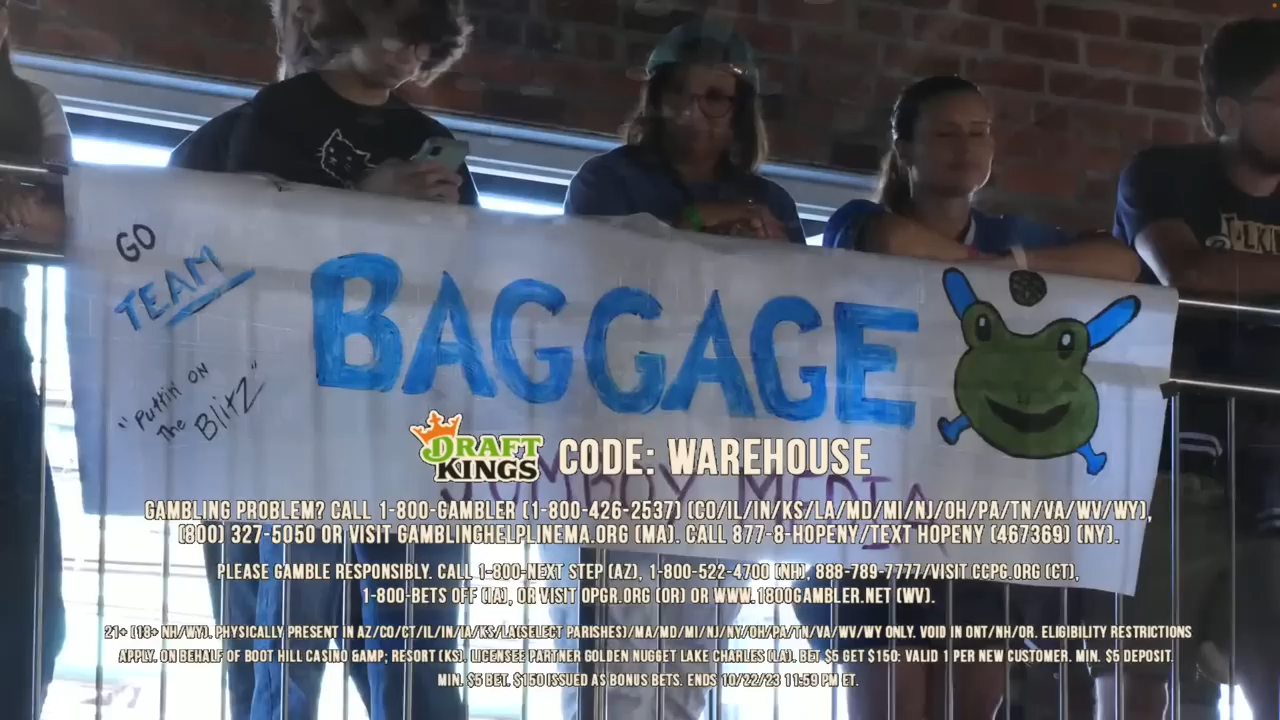 GO
TEAM
"Puttin' ON
The BlitZ"
BAGGAGE
JOMBOY MEDIA
DRAFT
KINGS
CODE: WAREHOUSE
GAMBLING PROBLEM? CALL 1-800-GAMBLER (1-800-426-2537) (CO/IL/IN/KS/LA/MD/MI/NJ/OH/PA/TN/VA/WV/WY),
(800) 327-5050 OR VISIT GAMBLINGHELPLINEMA.ORG (MA). CALL 877-8-HOPENY/TEXT HOPENY (467369) (NY).
PLEASE GAMBLE RESPONSIBLY. CALL 1-800-NEXT STEP (AZ), 1-800-522-4700 (NH), 888-789-7777/VISIT CCPG.ORG (CT),
1-800-BETS OFF (IA), OR VISIT OPGR.ORG (OR) OR WWW.1800GAMBLER.NET (WV).
21+ (18+ NH/WY). PHYSICALLY PRESENT IN AZ/CO/CT/IL/IN/IA/KS/LA(SELECT PARISHES)/MA/MD/MI/NJ/NY/OH/PA/TN/VA/WV/WY ONLY. VOID IN ONT/NH/OR. ELIGIBILITY RESTRICTIONS
APPLY. ON BEHALF OF BOOT HILL CASINO &AMP; RESORT (KS). LICENSEE PARTNER GOLDEN NUGGET LAKE CHARLES (LA). BET $5 GET $150: VALID 1 PER NEW CUSTOMER. MIN. $5 DEPOSIT.
MIN. $5 BET. $150 ISSUED AS BONUS BETS. ENDS 10/22/23 11:59 PM ET.